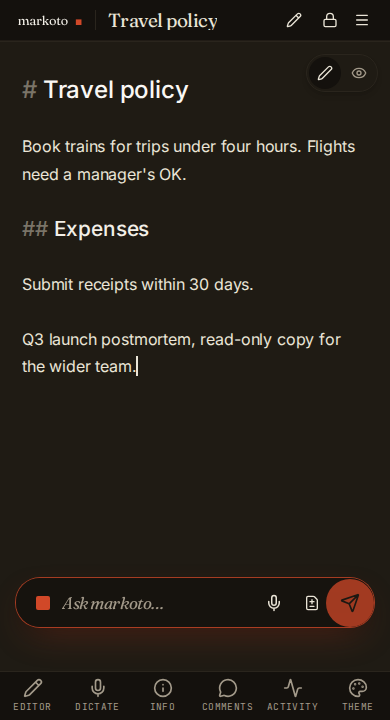 markoto
Travel policy
# Travel policy
Book trains for trips under four hours. Flights
need a manager's OK.
## Expenses
Submit receipts within 30 days.
Q3 launch postmortem, read-only copy for
the wider team.
Ask markoto...
EDITOR DICTATE INFO COMMENTS ACTIVITY THEME